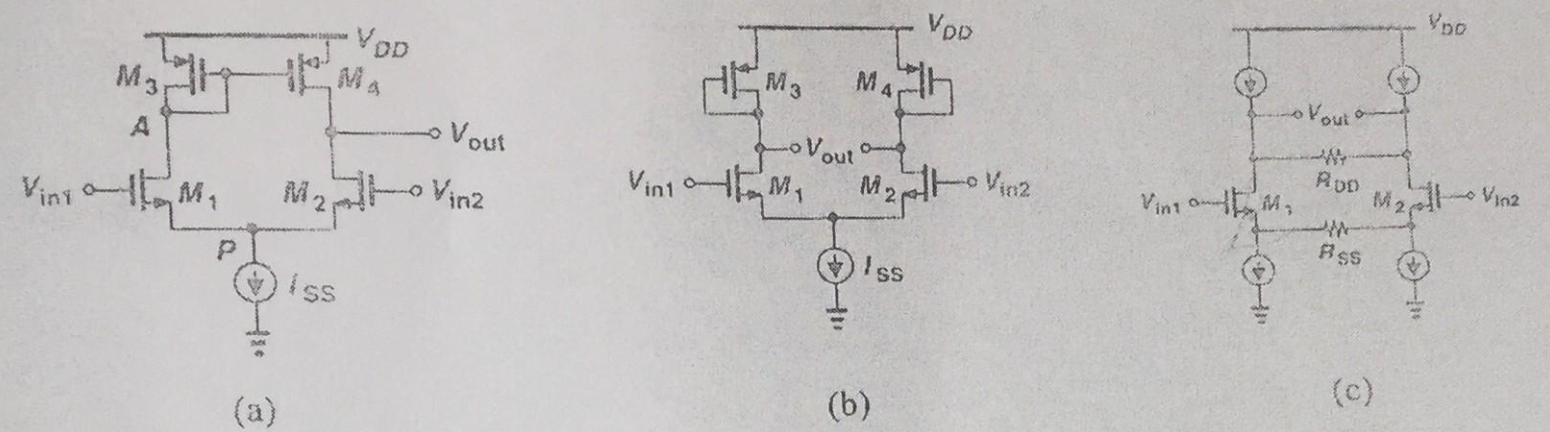 V_DD
M_3
M_4
A
V_out
V_in1
M_1
M_2
V_in2
P
I_SS
(a)
V_DD
M_3
M_4
V_out
V_in1
M_1
M_2
V_in2
I_SS
(b)
V_DD
V_out
R_DD
V_in1
M_1
M_2
V_in2
R_SS
(c)